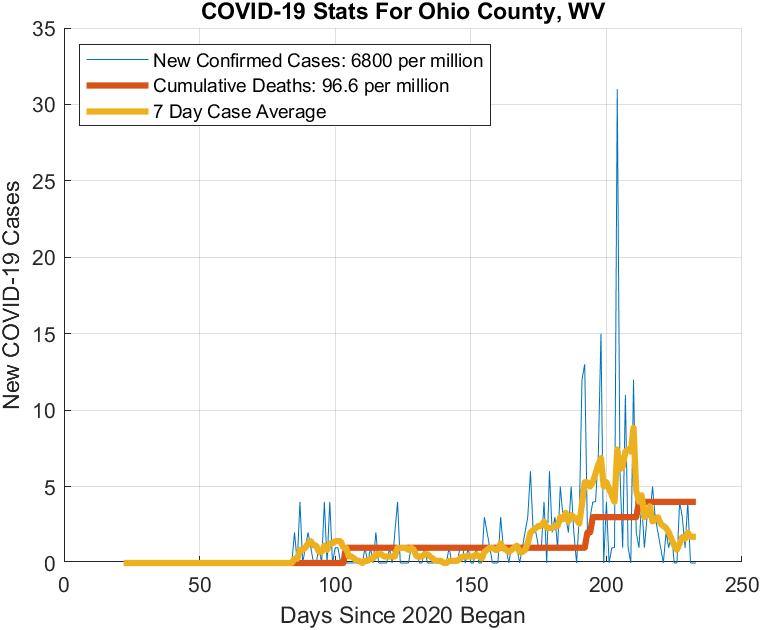 COVID-19 Stats For Ohio County, WV
New Confirmed Cases: 6800 per million
Cumulative Deaths: 96.6 per million
7 Day Case Average
New COVID-19 Cases
35
30
25
20
15
10
5
0
0 50 100 150 200 250
Days Since 2020 Began